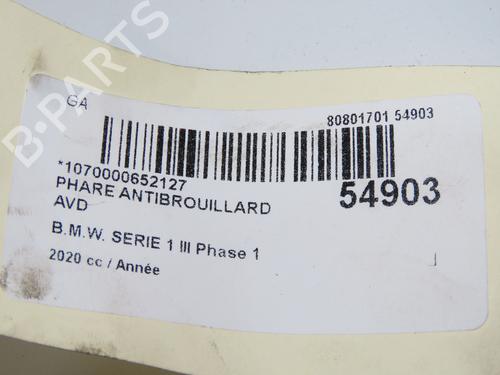 B-PARTS
GA
80801701 54903
*1070000652127
54903
PHARE ANTIBROUILLARD
AVD
B.M.W. SERIE 1 III Phase 1
2020 cc / Année